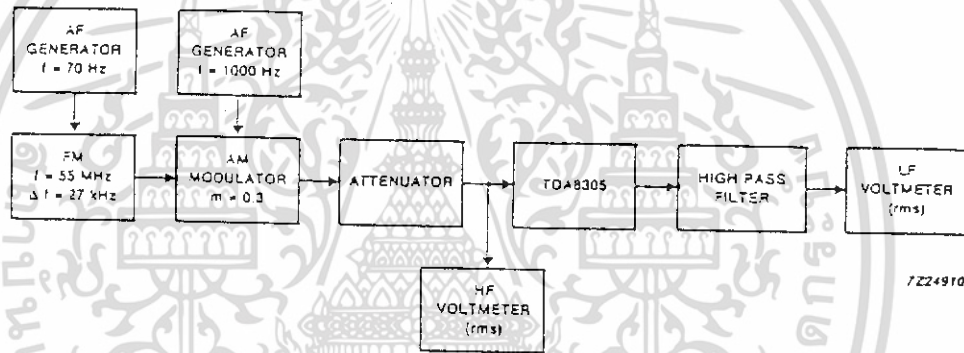 AF
GENERATOR
f = 70 Hz
AF
GENERATOR
f = 1000 Hz
FM
f = 55 MHz
Δ f = 27 kHz
AM
MODULATOR
m = 0.3
ATTENUATOR
TDA8305
HIGH PASS
FILTER
LF
VOLTMETER
(rms)
HF
VOLTMETER
(rms)
7Z24910